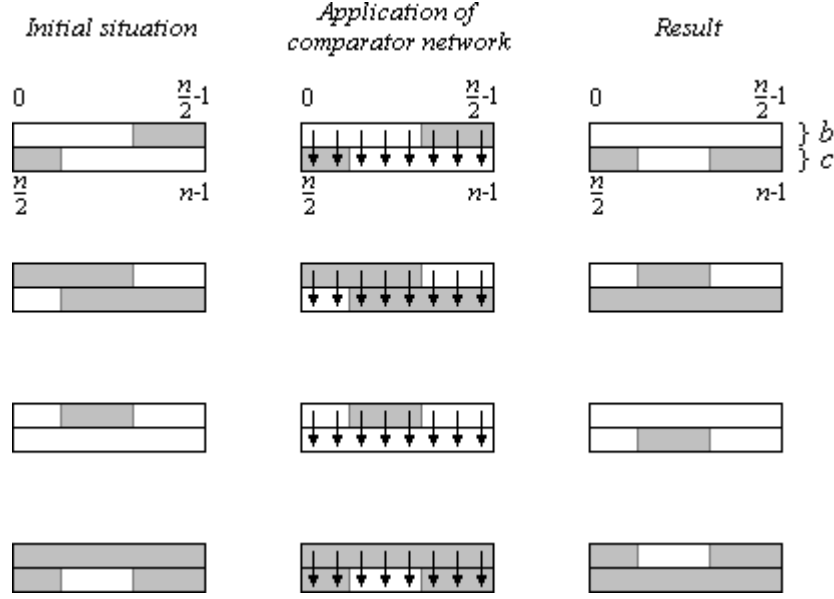 Initial situation
Application of
comparator network
Result
0 n/2-1
0 n/2-1
0 n/2-1
} b
} c
n/2 n-1
n/2 n-1
n/2 n-1